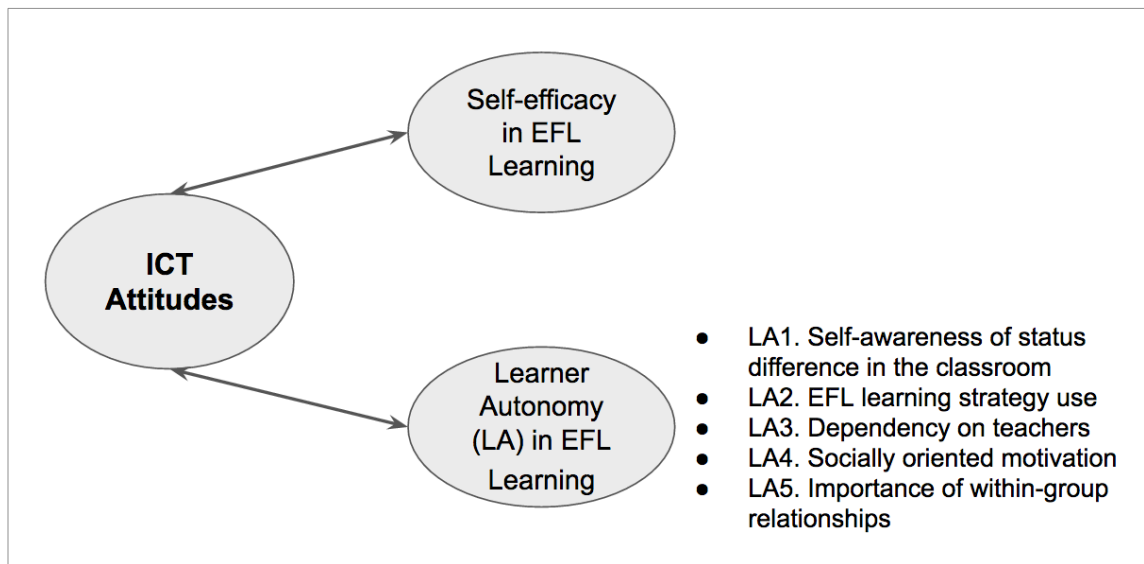 Self-efficacy
in EFL
Learning
ICT
Attitudes
Learner
Autonomy
(LA) in EFL
Learning
● LA1. Self-awareness of status
difference in the classroom
● LA2. EFL learning strategy use
● LA3. Dependency on teachers
● LA4. Socially oriented motivation
● LA5. Importance of within-group
relationships